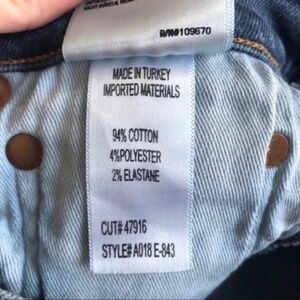 RN#109670
MADE IN TURKEY
IMPORTED MATERIALS
94% COTTON
4%POLYESTER
2% ELASTANE
CUT# 47916
STYLE# A018 E-843